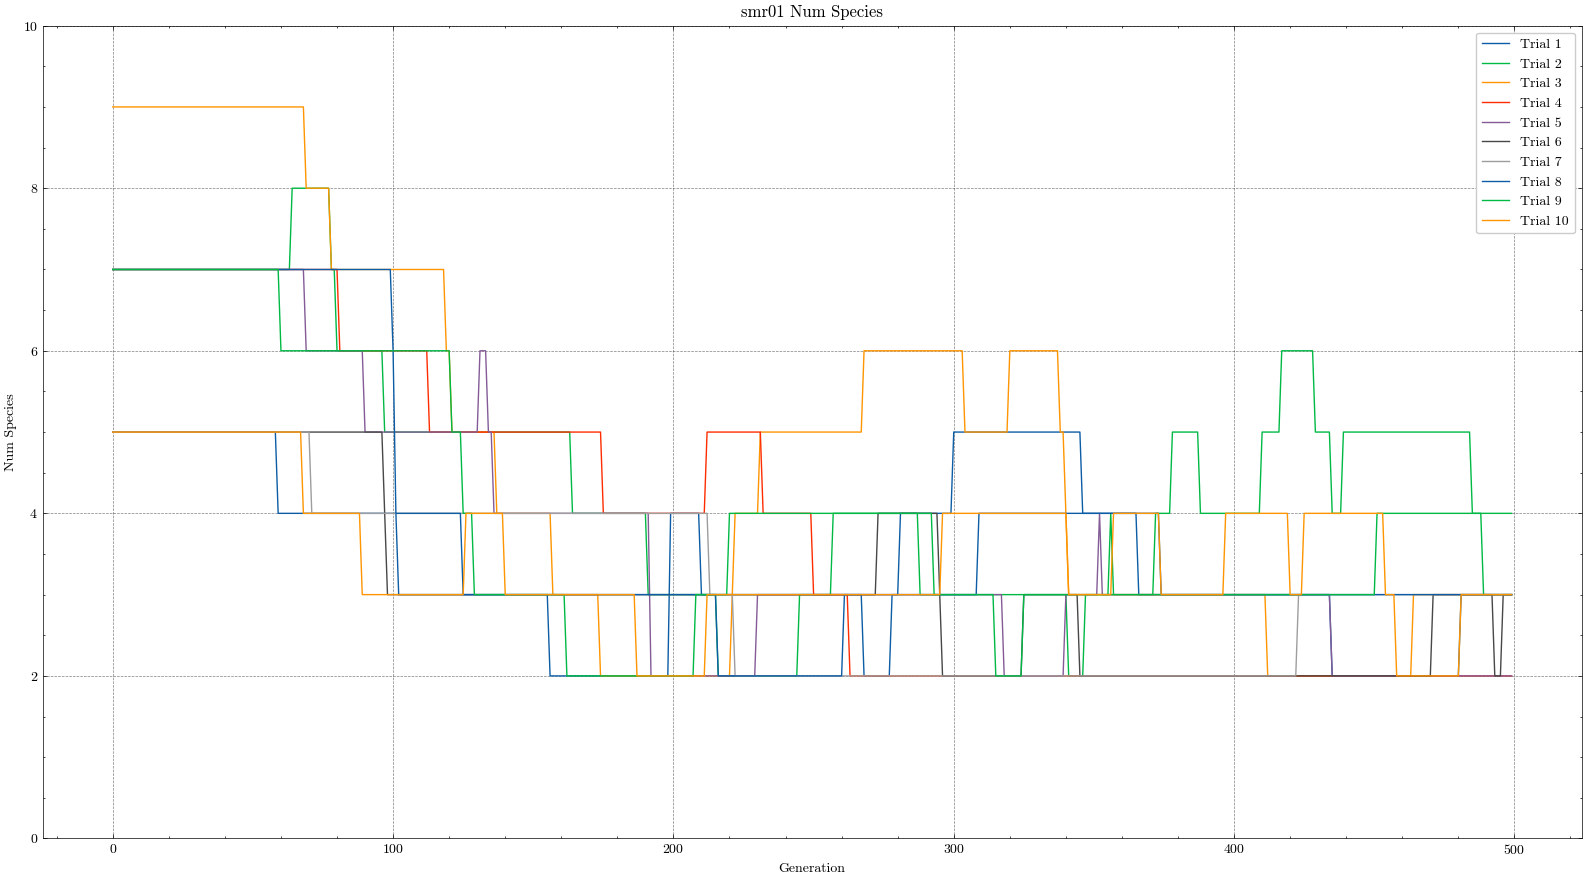 smr01 Num Species
10
8
6
4
2
0
Num Species
0 100 200 300 400 500
Generation
Trial 1
Trial 2
Trial 3
Trial 4
Trial 5
Trial 6
Trial 7
Trial 8
Trial 9
Trial 10